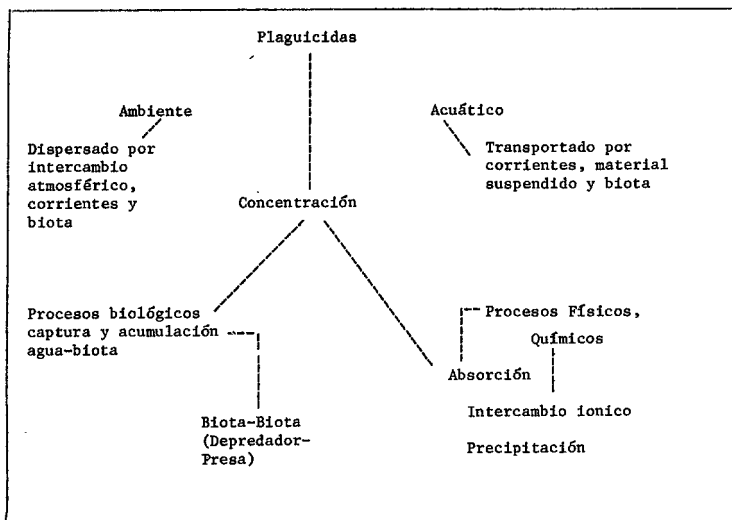 Plaguicidas
Ambiente
Acuático
Dispersado por
intercambio
atmosférico,
corrientes y
biota
Transportado por
corrientes, material
suspendido y biota
Concentración
Procesos biológicos
captura y acumulación
agua-biota
Procesos Físicos,
Químicos
Absorción
Biota-Biota
(Depredador-
Presa)
Intercambio ionico
Precipitación